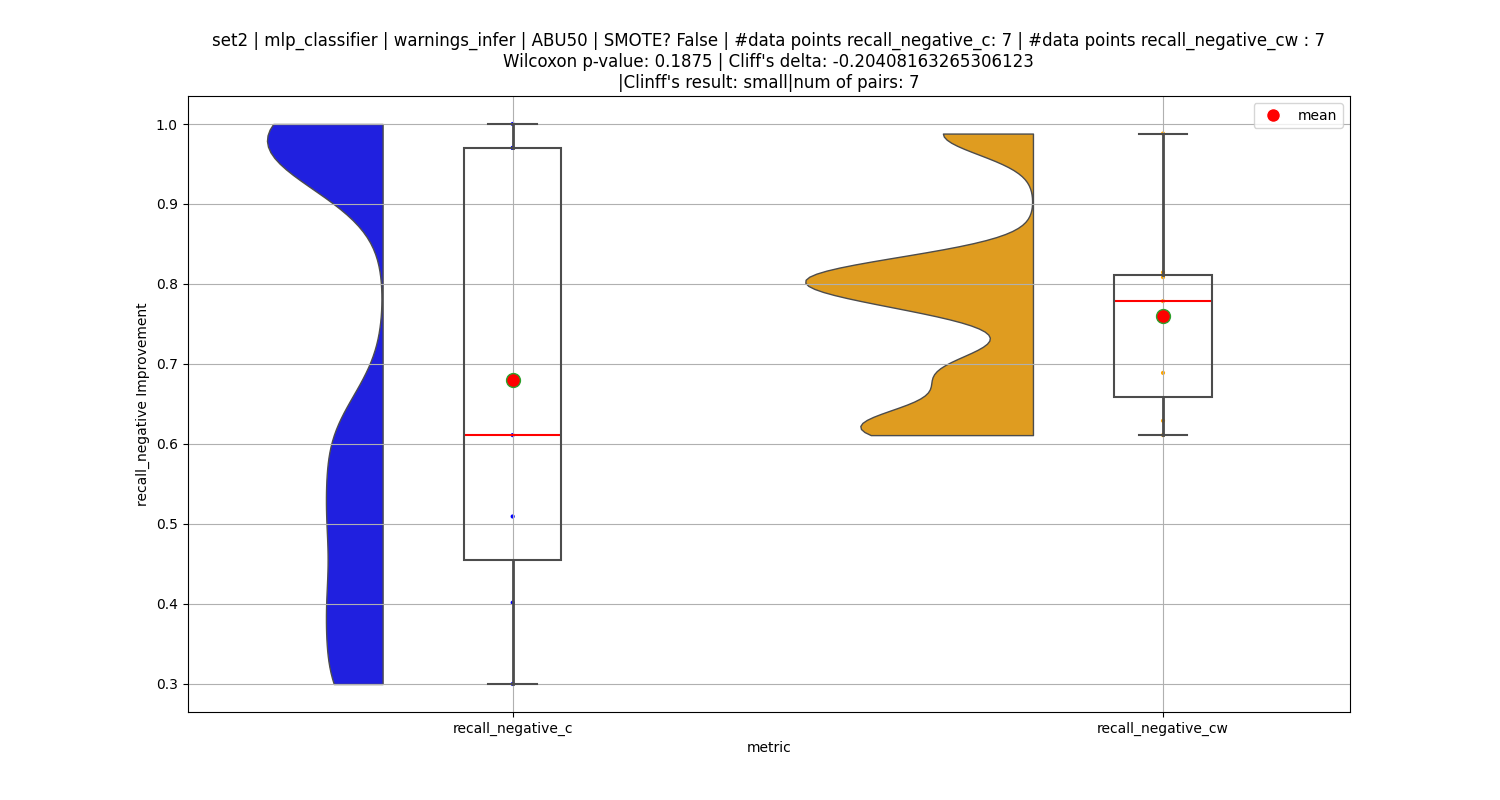 set2 | mlp_classifier | warnings_infer | ABU50 | SMOTE? False | #data points recall_negative_c: 7 | #data points recall_negative_cw : 7
Wilcoxon p-value: 0.1875 | Cliff's delta: -0.20408163265306123
|Clinff's result: small|num of pairs: 7
mean
1.0
0.9
0.8
0.7
0.6
0.5
0.4
0.3
recall_negative Improvement
recall_negative_c
recall_negative_cw
metric